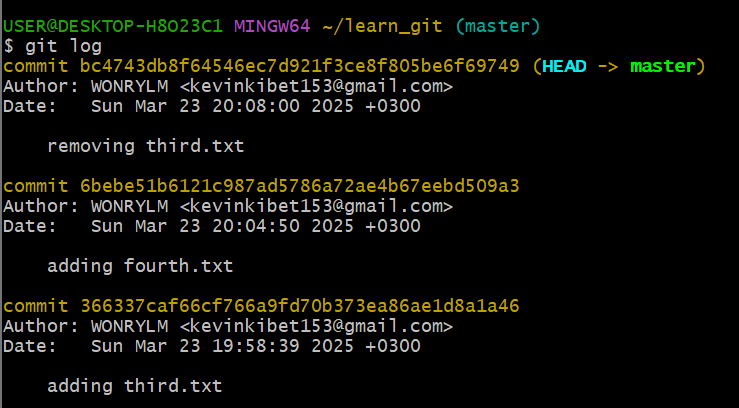 USER@DESKTOP-H8O23C1 MINGW64 ~/learn_git (master)
$ git log
commit bc4743db8f64546ec7d921f3ce8f805be6f69749 (HEAD -> master)
Author: WONRYLM <kevinkibet153@gmail.com>
Date:   Sun Mar 23 20:08:00 2025 +0300

    removing third.txt

commit 6bebe51b6121c987ad5786a72ae4b67eebd509a3
Author: WONRYLM <kevinkibet153@gmail.com>
Date:   Sun Mar 23 20:04:50 2025 +0300

    adding fourth.txt

commit 366337caf66cf766a9fd70b373ea86ae1d8a1a46
Author: WONRYLM <kevinkibet153@gmail.com>
Date:   Sun Mar 23 19:58:39 2025 +0300

    adding third.txt